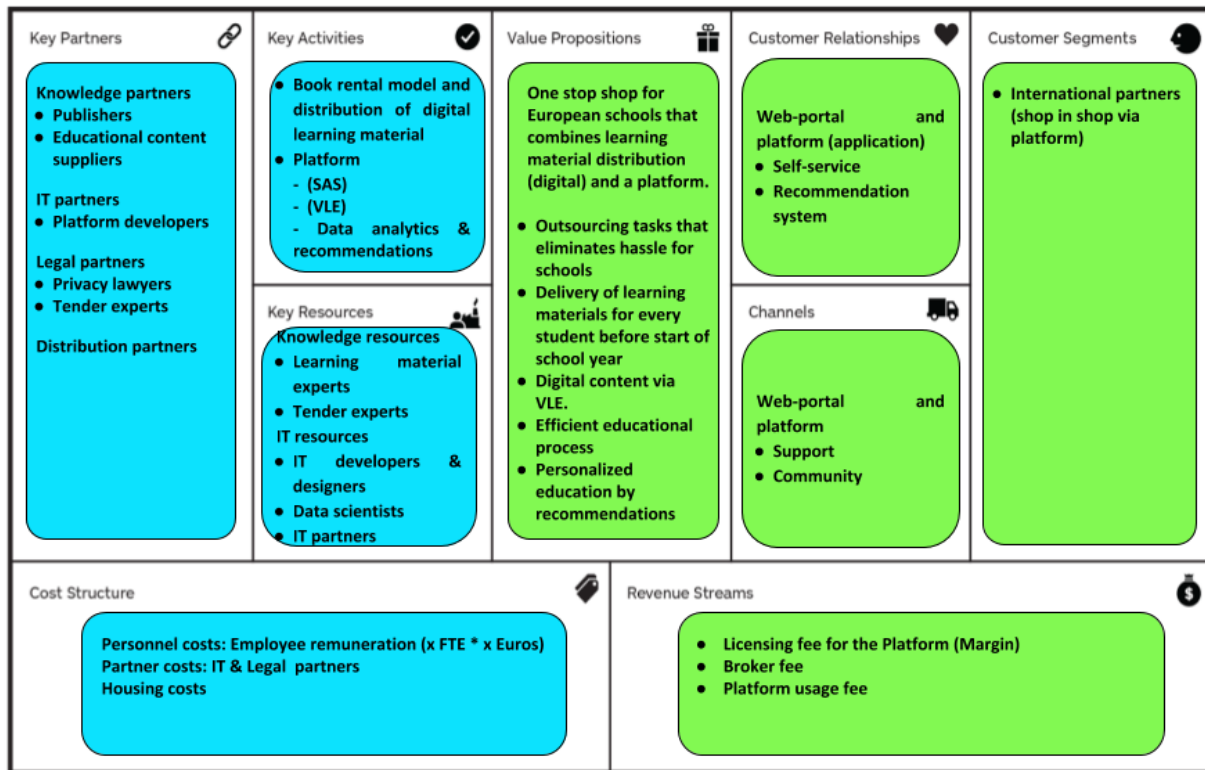 Key Partners
Knowledge partners
● Publishers
● Educational content
suppliers
IT partners
● Platform developers
Legal partners
● Privacy lawyers
● Tender experts
Distribution partners
Key Activities
● Book rental model and
distribution of digital
learning material
● Platform
- (SAS)
- (VLE)
- Data analytics &
recommendations
Key Resources
Knowledge resources
● Learning material
experts
● Tender experts
IT resources
● IT developers &
designers
● Data scientists
● IT partners
Value Propositions
One stop shop for
European schools that
combines learning
material distribution
(digital) and a platform.
● Outsourcing tasks that
eliminates hassle for
schools
● Delivery of learning
materials for every
student before start of
school year
● Digital content via
VLE.
● Efficient educational
process
● Personalized
education by
recommendations
Customer Relationships
Web-portal and
platform (application)
● Self-service
● Recommendation
system
Channels
Web-portal and
platform
● Support
● Community
Customer Segments
● International partners
(shop in shop via
platform)
Cost Structure
Personnel costs: Employee remuneration (x FTE * x Euros)
Partner costs: IT & Legal partners
Housing costs
Revenue Streams
$
● Licensing fee for the Platform (Margin)
● Broker fee
● Platform usage fee